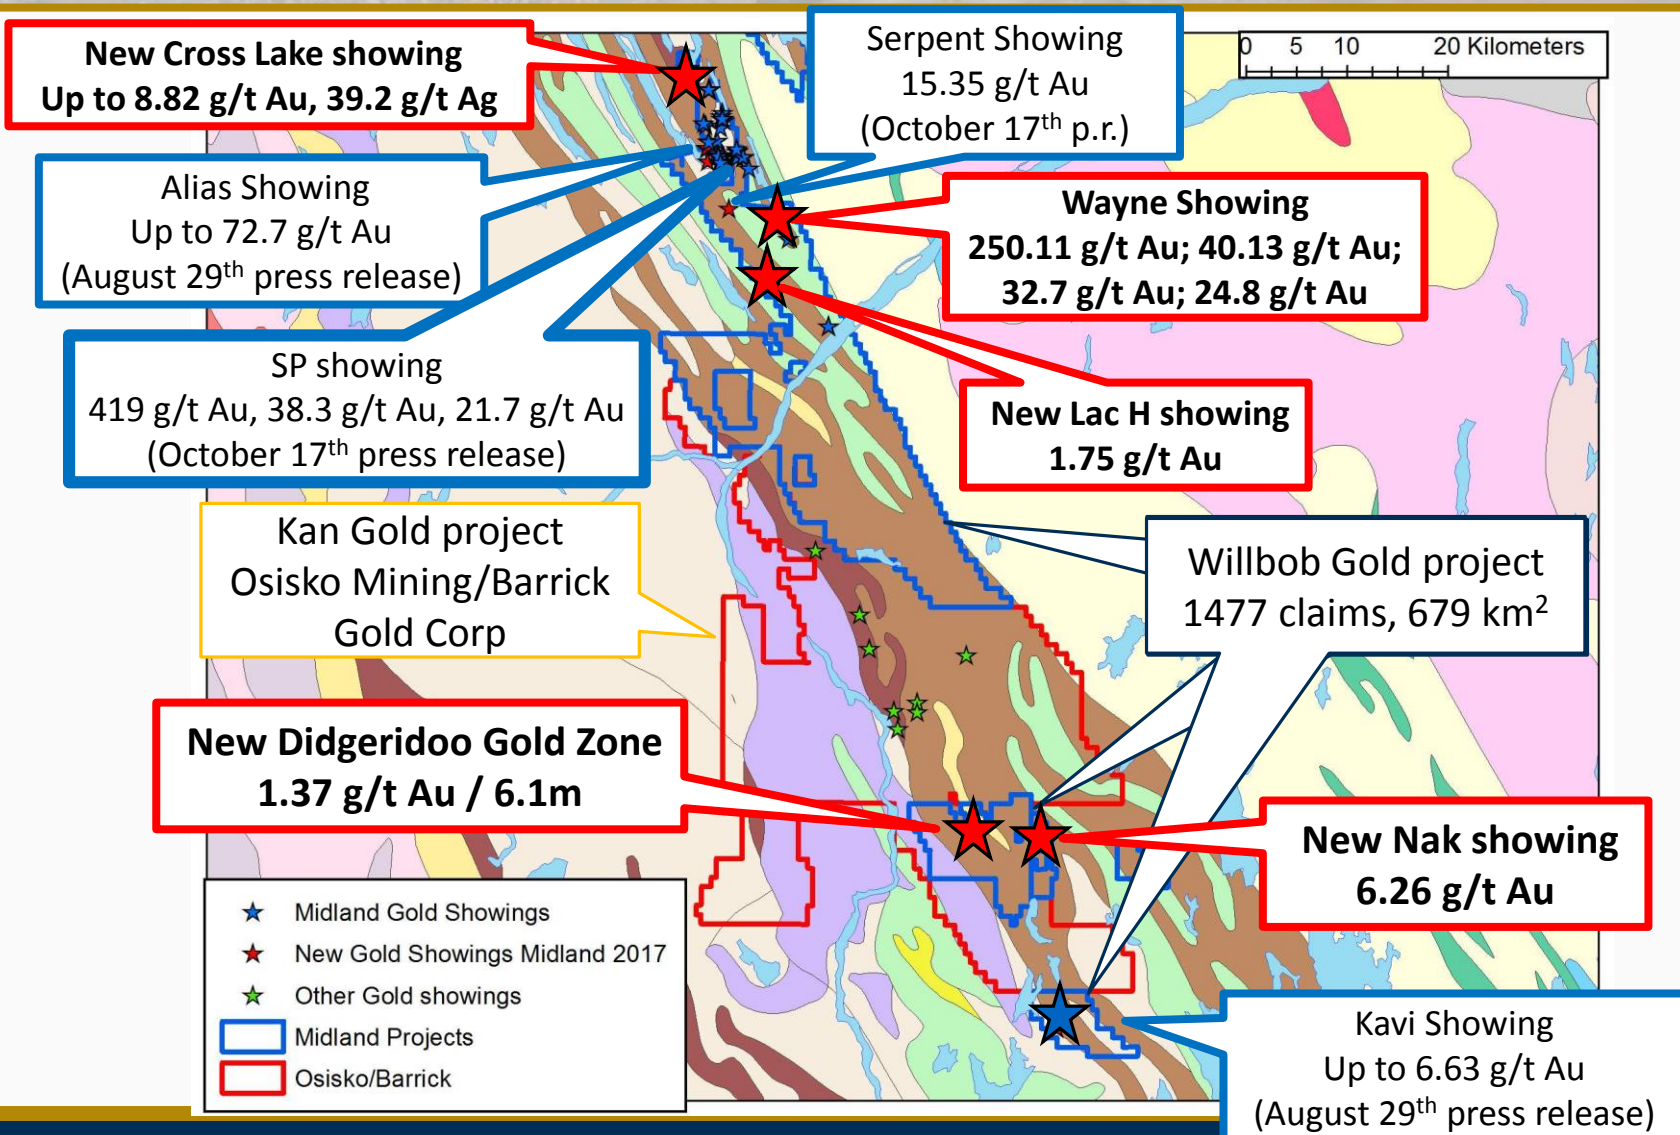 New Cross Lake showing
Up to 8.82 g/t Au, 39.2 g/t Ag
Serpent Showing
15.35 g/t Au
(October 17th p.r.)
0 5 10 20 Kilometers
Alias Showing
Up to 72.7 g/t Au
(August 29th press release)
Wayne Showing
250.11 g/t Au; 40.13 g/t Au;
32.7 g/t Au; 24.8 g/t Au
SP showing
419 g/t Au, 38.3 g/t Au, 21.7 g/t Au
(October 17th press release)
New Lac H showing
1.75 g/t Au
Kan Gold project
Osisko Mining/Barrick
Gold Corp
Willbob Gold project
1477 claims, 679 km2
New Didgeridoo Gold Zone
1.37 g/t Au / 6.1m
New Nak showing
6.26 g/t Au
Midland Gold Showings
New Gold Showings Midland 2017
Other Gold showings
Midland Projects
Osisko/Barrick
Kavi Showing
Up to 6.63 g/t Au
(August 29th press release)